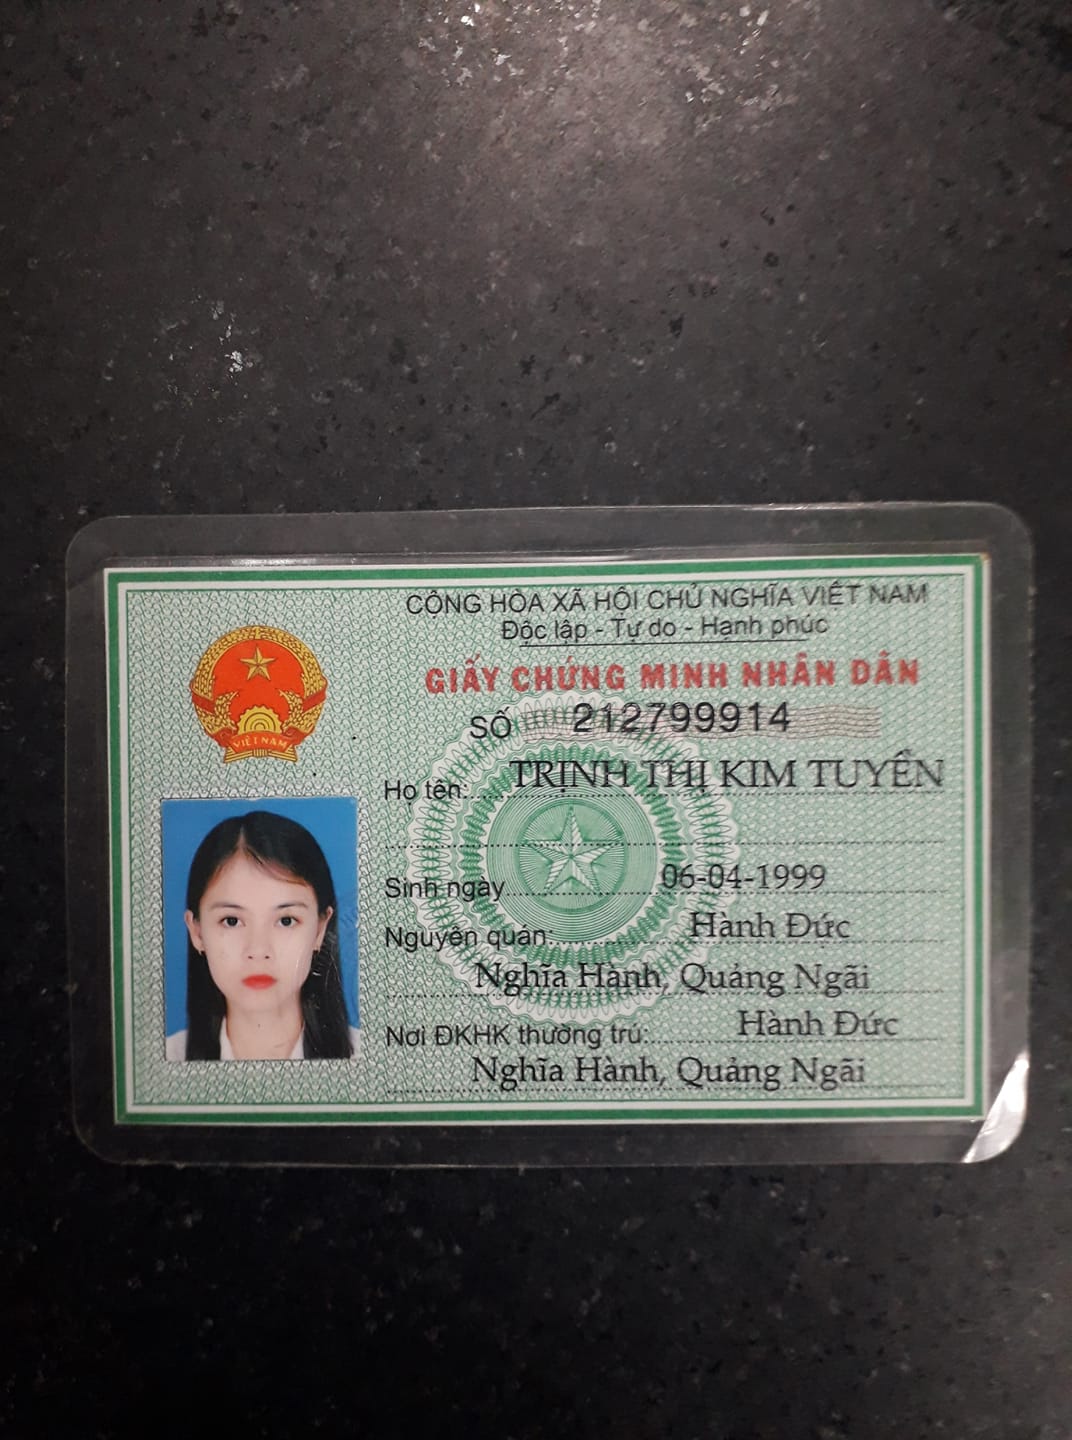 CỘNG HÒA XÃ HỘI CHỦ NGHĨA VIỆT NAM
Độc lập - Tự do - Hạnh phúc
GIẤY CHỨNG MINH NHÂN DÂN
SỐ 212799914
VIỆT NAM
Họ tên: TRỊNH THỊ KIM TUYỀN
Sinh ngày 06-04-1999
Nguyên quán: Hành Đức
Nghĩa Hành, Quảng Ngãi
Nơi ĐKHK thường trú: Hành Đức
Nghĩa Hành, Quảng Ngãi